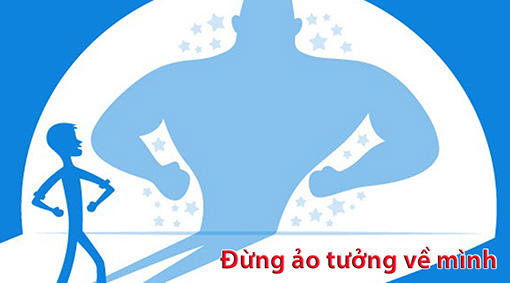 Đừng ảo tưởng về mình